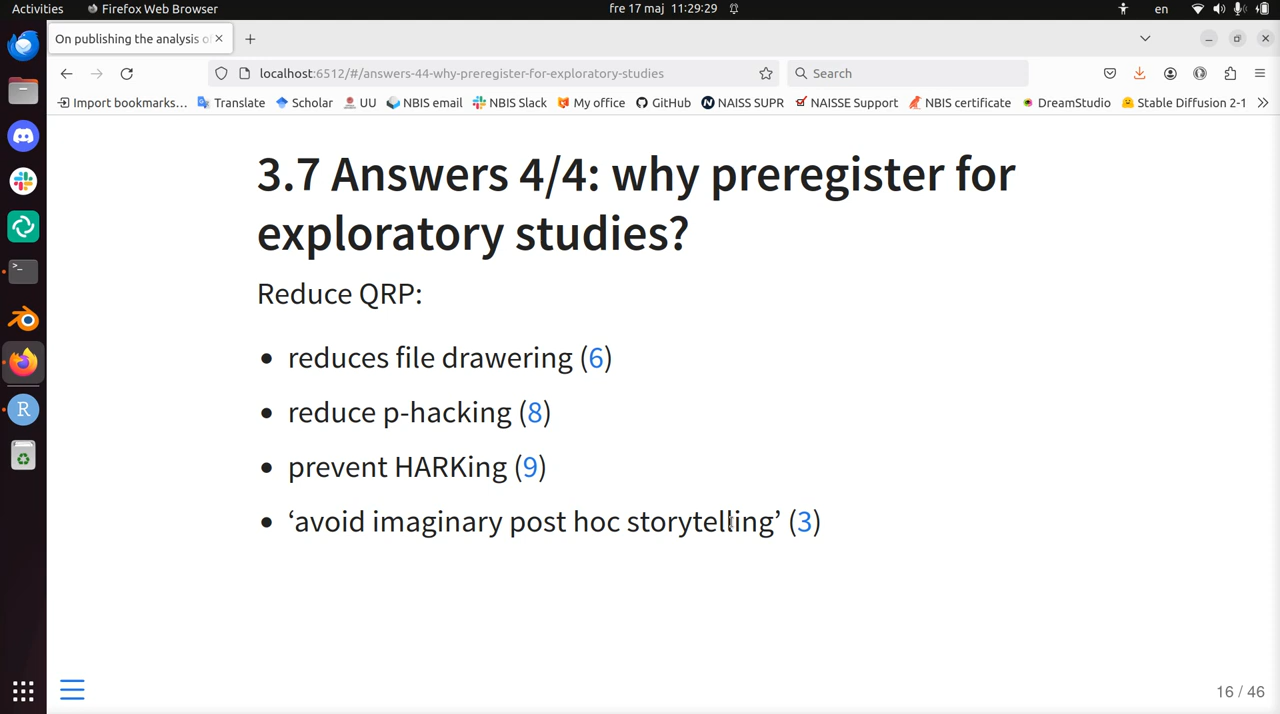 Activities Firefox Web Browser fre 17 maj 11:29:29 en
On publishing the analysis o
localhost:6512/#/answers-44-why-preregister-for-exploratory-studies Search
Import bookmarks... Translate Scholar UU NBIS email NBIS Slack My office GitHub NAISS SUPR NAISSE Support NBIS certificate DreamStudio Stable Diffusion 2-1
3.7 Answers 4/4: why preregister for
exploratory studies?
Reduce QRP:
• reduces file drawering (6)
• reduce p-hacking (8)
• prevent HARKing (9)
• ‘avoid imaginary post hoc storytelling’ (3)
16 / 46